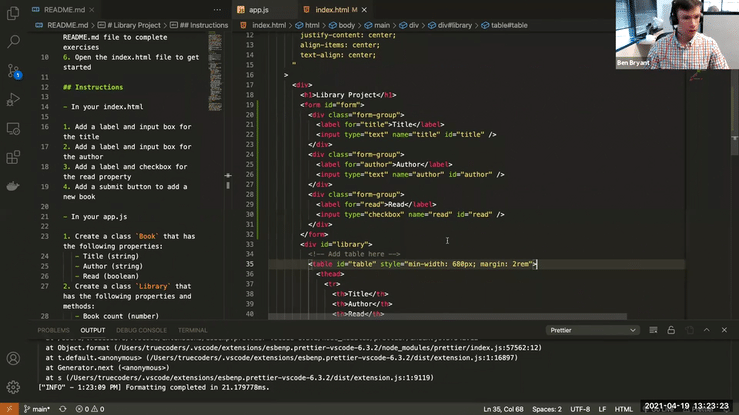 README.md
app.js
index.html
README.md > # Library Project > ## Instructions
index.html > html > body > main > div > div#library > table#table
README.md file to complete
exercises
10 6. Open the index.html file to get
started
11
12 ## Instructions
13
14 - In your index.html
15
16 1. Add a label and input box for
the title
17 2. Add a label and input box for
the author
18 3. Add a label and checkbox for
the read property
19 4. Add a submit button to add a
new book
20
21 - In your app.js
22
23 1. Create a class `Book` that has
the following properties:
24 - Title (string)
25 - Author (string)
26 - Read (boolean)
27 2. Create a class `Library` that
has the following properties and
methods:
28 - Book count (number)
12 justify-content: center;
13 align-items: center;
14 text-align: center;
15 "
16 >
17 <div>
18 <h1>Library Project</h1>
19 <form id="form">
20 <div class="form-group">
21 <label for="title">Title</label>
22 <input type="text" name="title" id="title" />
23 </div>
24 <div class="form-group">
25 <label for="author">Author</label>
26 <input type="text" name="author" id="author" />
27 </div>
28 <div class="form-group">
29 <label for="read">Read</label>
30 <input type="checkbox" name="read" id="read" />
31 </div>
32 </form>
33 <div id="library">
34 <!-- Add table here -->
35 <table id="table" style="min-width: 600px; margin: 2rem">
36 <thead>
37 <tr>
38 <th>Title</th>
39 <th>Author</th>
40 <th>Read</th>
Ben Bryant
PROBLEMS OUTPUT DEBUG CONSOLE TERMINAL
Prettier
at Object.format (/Users/truecoders/.vscode/extensions/esbenp.prettier-vscode-6.3.2/node_modules/prettier/index.js:57562:12)
at t.default.<anonymous> (/Users/truecoders/.vscode/extensions/esbenp.prettier-vscode-6.3.2/dist/extension.js:1:16897)
at Generator.next (<anonymous>)
at s (/Users/truecoders/.vscode/extensions/esbenp.prettier-vscode-6.3.2/dist/extension.js:1:9119)
["INFO" - 1:23:09 PM] Formatting completed in 21.179778ms.
main*
0 0
Ln 35, Col 68 Spaces: 2 UTF-8 LF HTML
2021-04-19 13:23:23